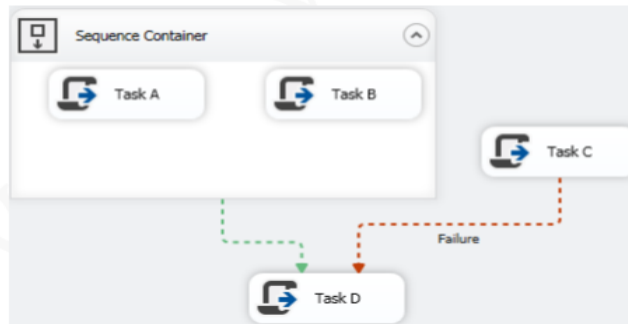 Sequence Container
Task A
Task B
Task C
Failure
Task D